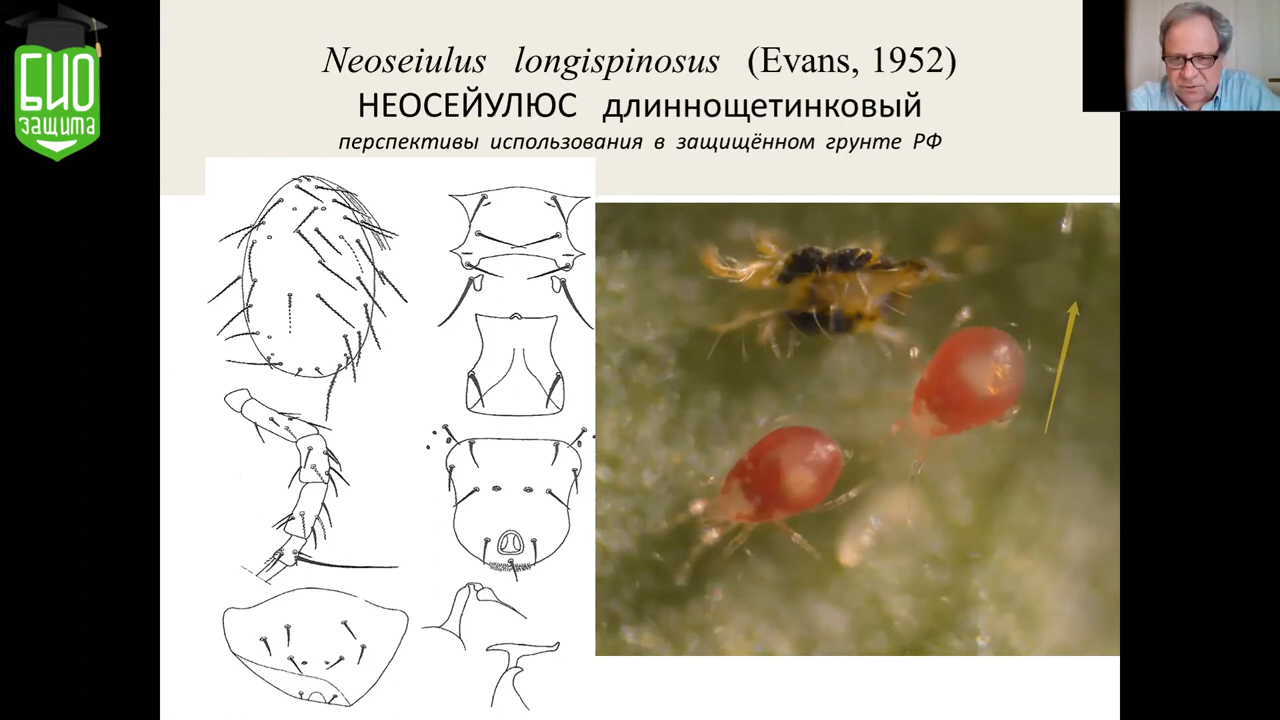 БИО
защита
Neoseiulus longispinosus (Evans, 1952)
НЕОСЕЙУЛЮС длиннощетинковый
перспективы использования в защищённом грунте РФ